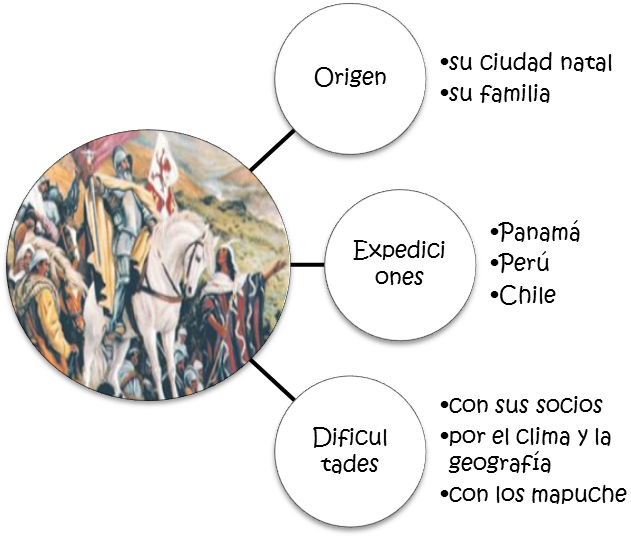 Origen
•su ciudad natal
•su familia
Expedici
ones
•Panamá
•Perú
•Chile
Dificul
tades
•con sus socios
•por el clima y la
geografía
•con los mapuche